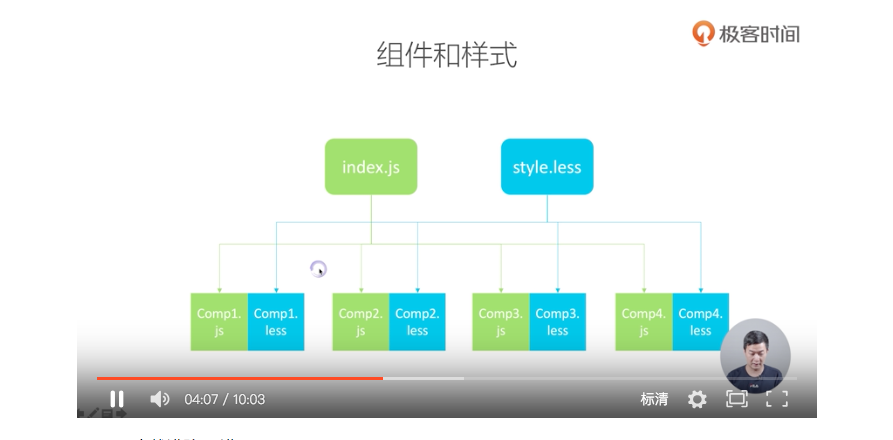 极客时间
组件和样式
index.js
style.less
Comp1.
js
Comp1.
less
Comp2.
js
Comp2.
less
Comp3.
js
Comp3.
less
Comp4.
js
Comp4.
less
04:07 / 10:03
标清